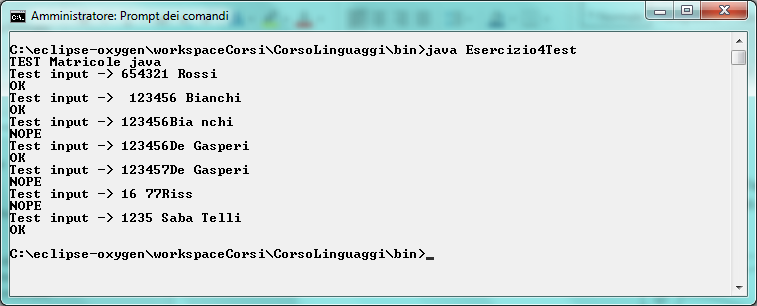 Amministratore: Prompt dei comandi
C:\eclipse-oxygen\workspaceCorsi\CorsoLinguaggi\bin>java Esercizio4Test
TEST Matricole java
Test input -> 654321 Rossi
OK
Test input ->  123456 Bianchi
OK
Test input -> 123456Bia nchi
NOPE
Test input -> 123456De Gasperi
OK
Test input -> 123457De Gasperi
NOPE
Test input -> 16 77Riss
NOPE
Test input -> 1235 Saba Telli
OK
C:\eclipse-oxygen\workspaceCorsi\CorsoLinguaggi\bin>_